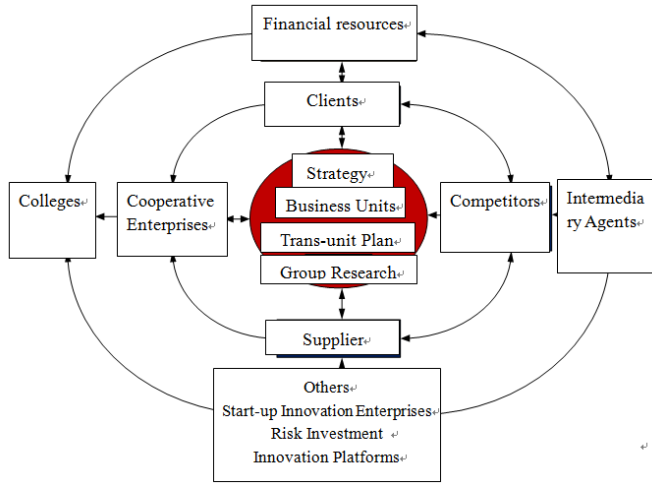 Financial resources
Clients
Strategy
Business Units
Trans-unit Plan
Group Research
Colleges
Cooperative
Enterprises
Competitors
Intermedia
ry Agents
Supplier
Others
Start-up Innovation Enterprises
Risk Investment
Innovation Platforms